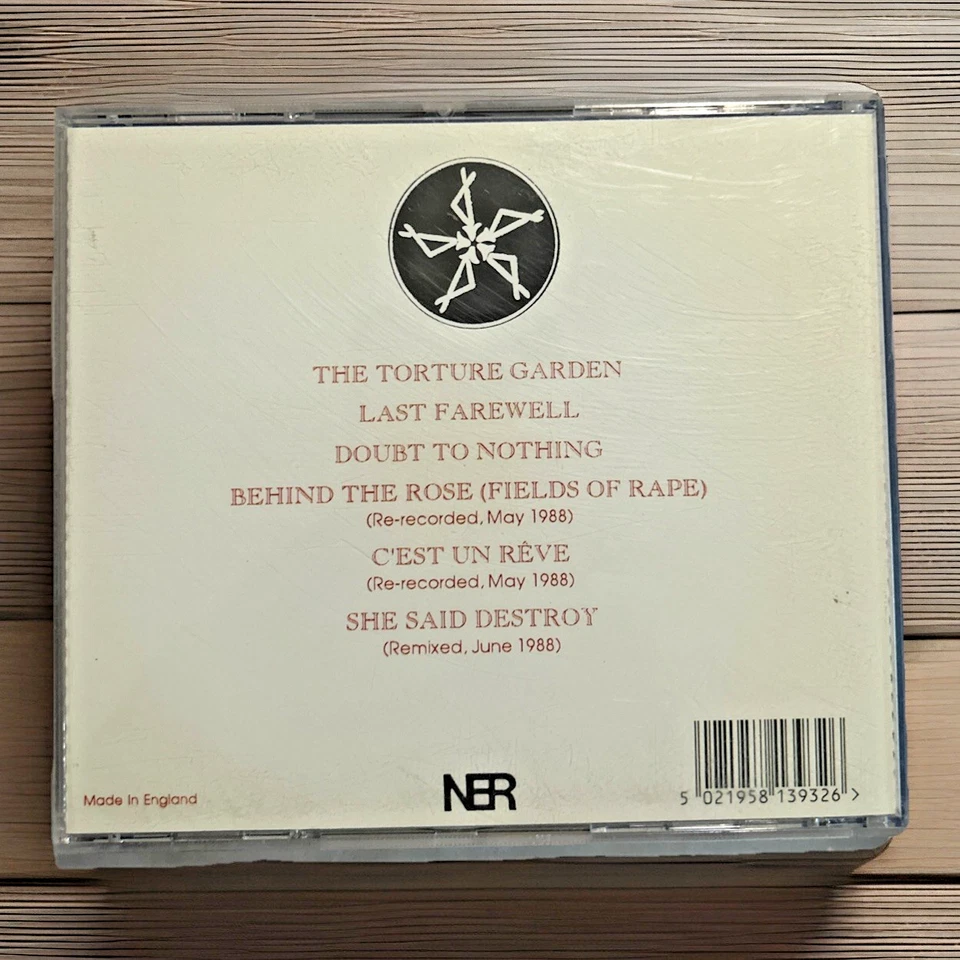 THE TORTURE GARDEN
LAST FAREWELL
DOUBT TO NOTHING
BEHIND THE ROSE (FIELDS OF RAPE)
(Re-recorded, May 1988)
C'EST UN RÊVE
(Re-recorded, May 1988)
SHE SAID DESTROY
(Remixed, June 1988)
Made in England
NER
5 021958 139326 >